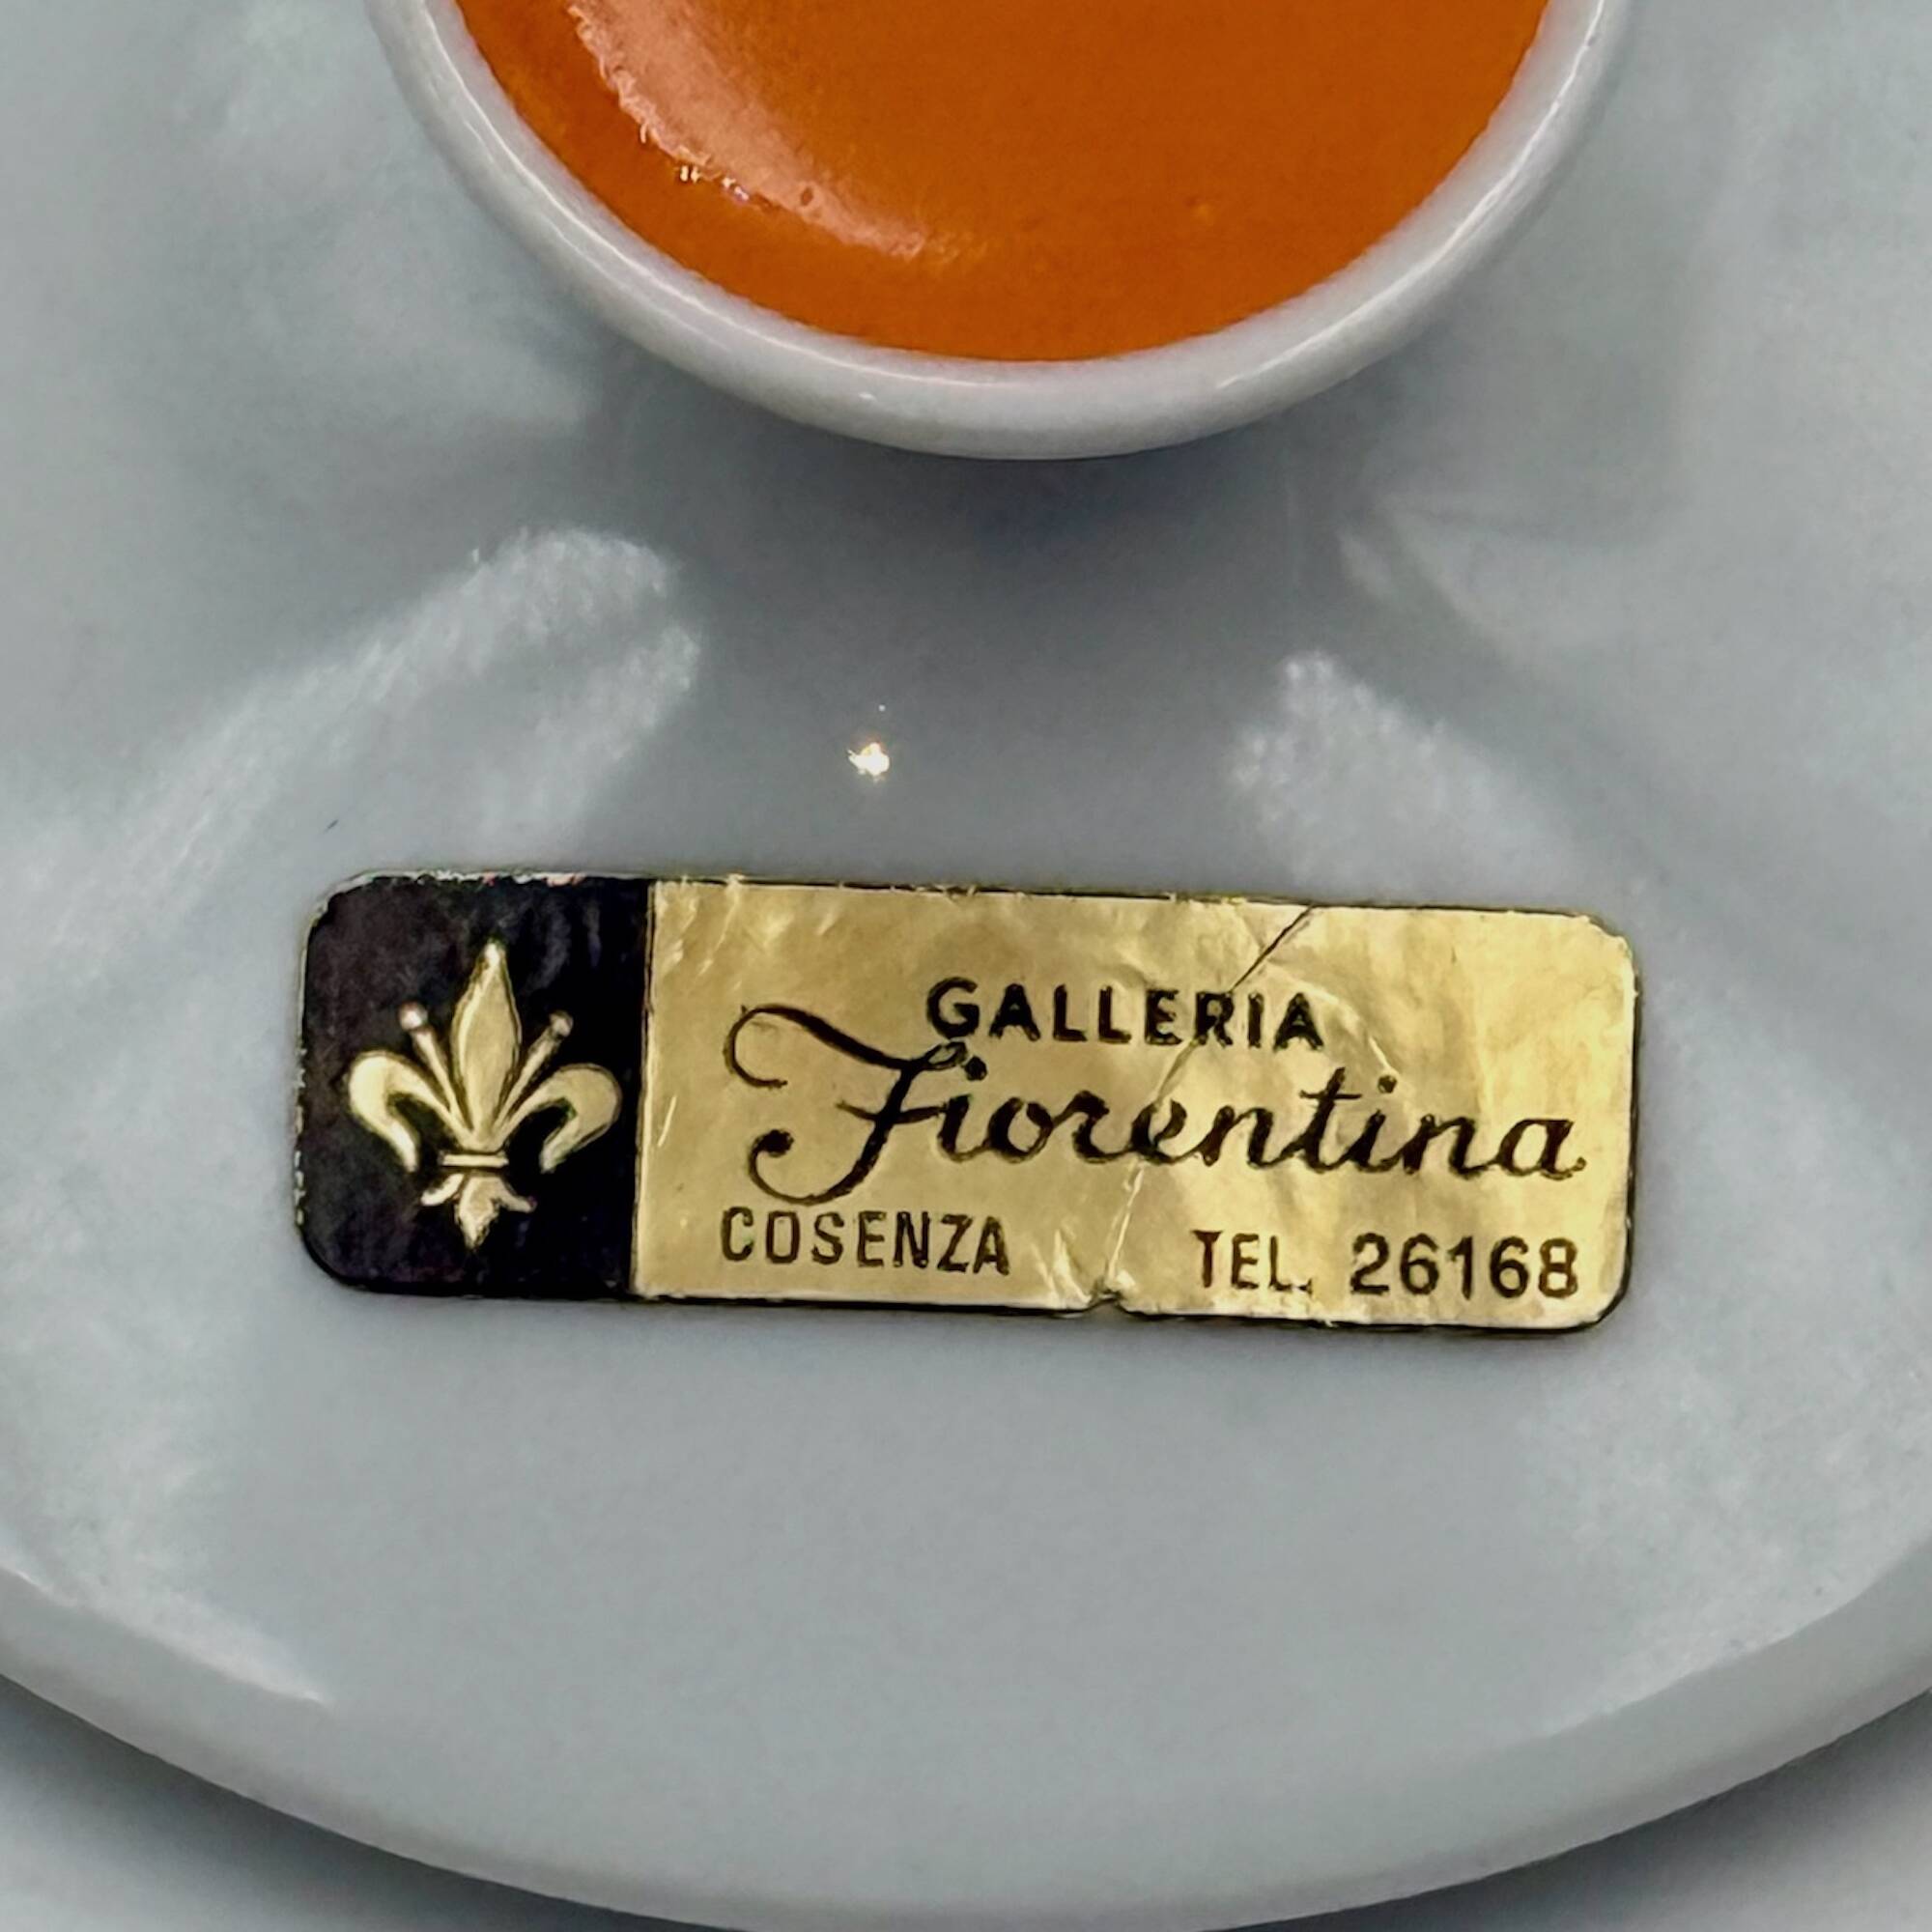 GALLERIA
Fiorentina
COSENZA TEL. 26168